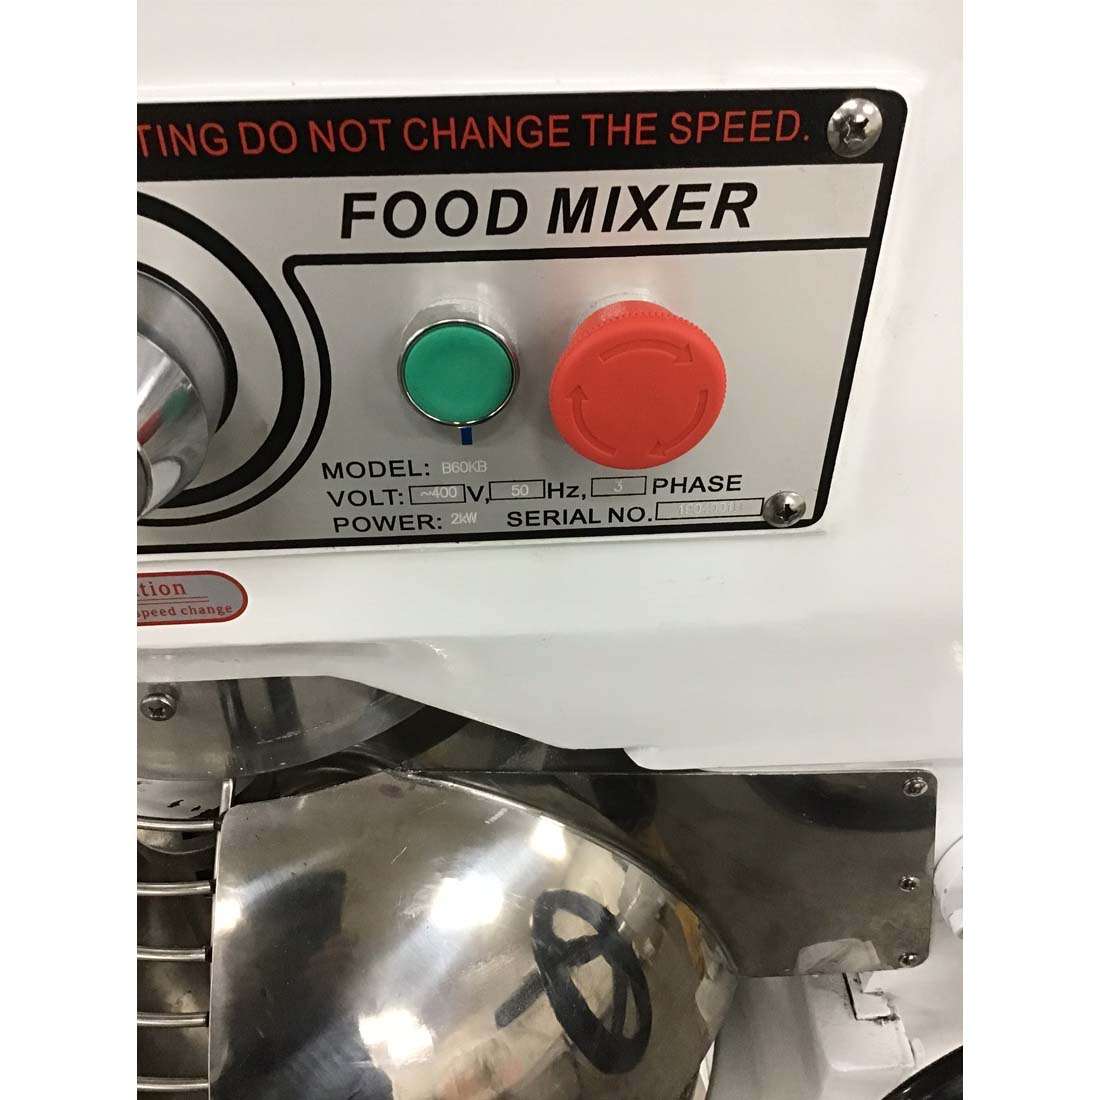 TING DO NOT CHANGE THE SPEED.
FOOD MIXER
MODEL: B60KB
VOLT: ~400 V, 50 Hz, 3 PHASE
POWER: 2kW SERIAL NO.
tion
speed change